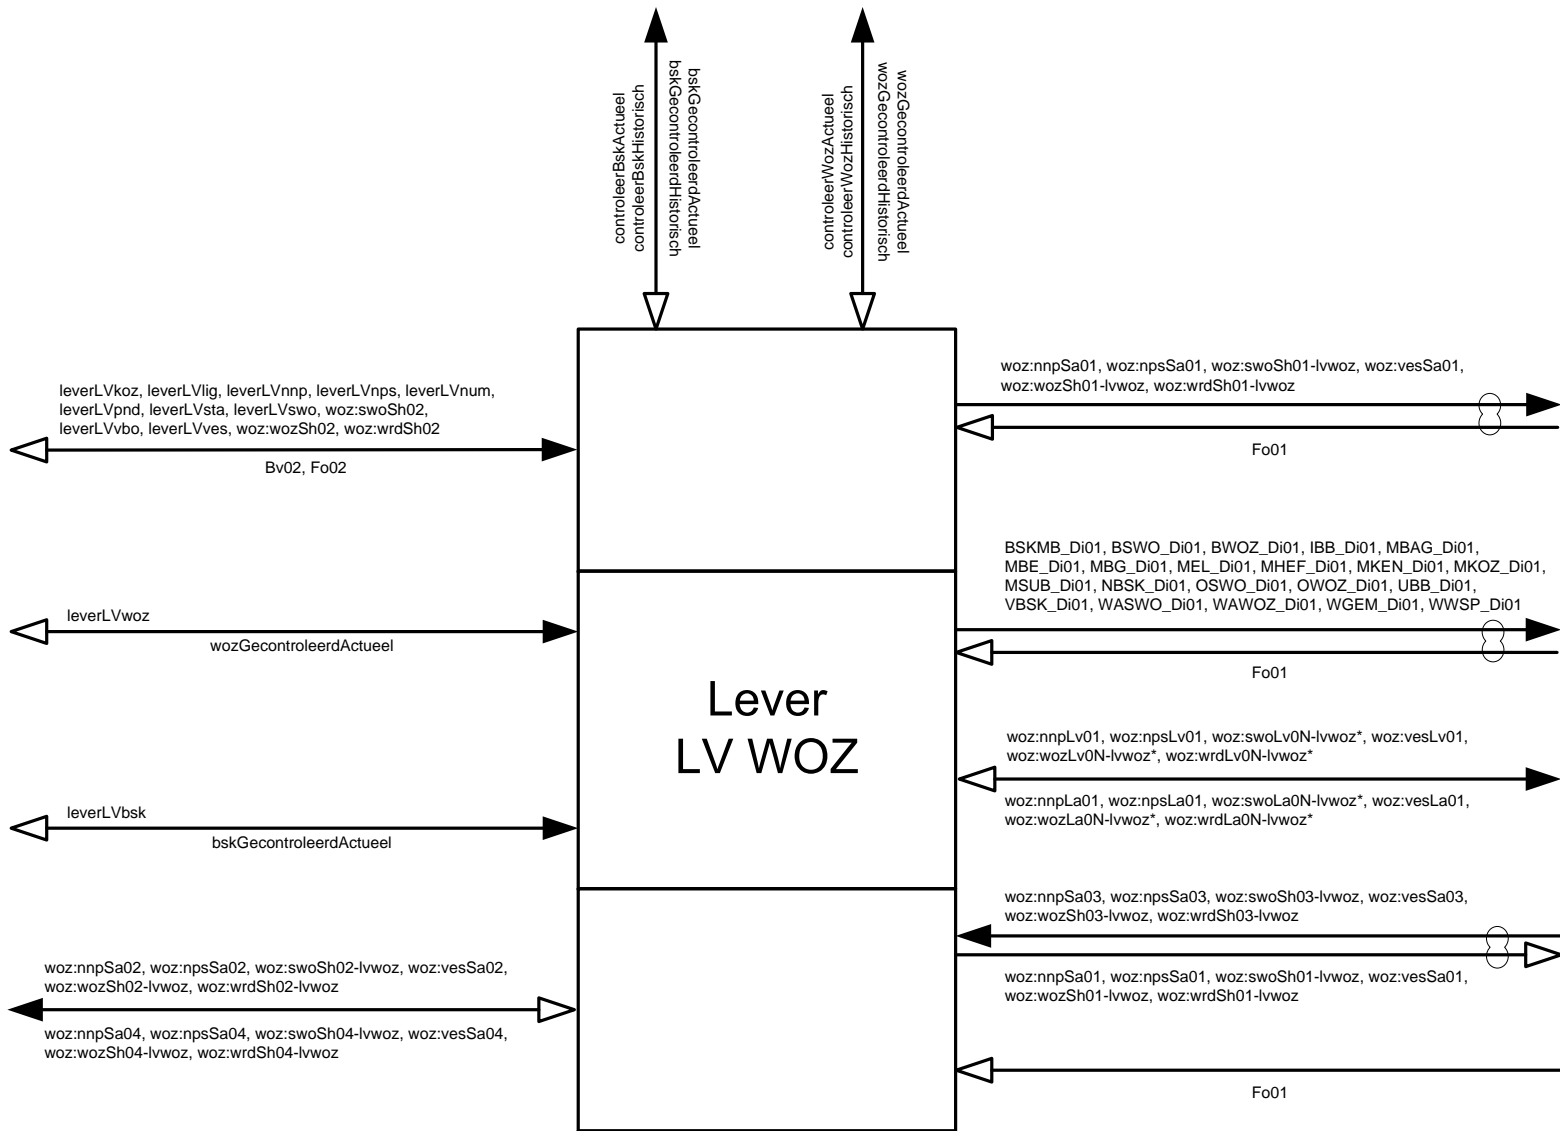 controleerBskActueel
controleerBskHistorisch
bskGecontroleerdActueel
bskGecontroleerdHistorisch
controleerWozActueel
controleerWozHistorisch
wozGecontroleerdActueel
wozGecontroleerdHistorisch
leverLVkoz, leverLVlig, leverLVnnp, leverLVnps, leverLVnum,
leverLVpnd, leverLVsta, leverLVswo, woz:swoSh02,
leverLVvbo, leverLVves, woz:wozSh02, woz:wrdSh02
Bv02, Fo02
leverLVwoz
wozGecontroleerdActueel
leverLVbsk
bskGecontroleerdActueel
woz:nnpSa02, woz:npsSa02, woz:swoSh02-lvwoz, woz:vesSa02,
woz:wozSh02-lvwoz, woz:wrdSh02-lvwoz
woz:nnpSa04, woz:npsSa04, woz:swoSh04-lvwoz, woz:vesSa04,
woz:wozSh04-lvwoz, woz:wrdSh04-lvwoz
Lever
LV WOZ
woz:nnpSa01, woz:npsSa01, woz:swoSh01-lvwoz, woz:vesSa01,
woz:wozSh01-lvwoz, woz:wrdSh01-lvwoz
Fo01
BSKMB_Di01, BSWO_Di01, BWOZ_Di01, IBB_Di01, MBAG_Di01,
MBE_Di01, MBG_Di01, MEL_Di01, MHEF_Di01, MKEN_Di01, MKOZ_Di01,
MSUB_Di01, NBSK_Di01, OSWO_Di01, OWOZ_Di01, UBB_Di01,
VBSK_Di01, WASWO_Di01, WAWOZ_Di01, WGEM_Di01, WWSP_Di01
Fo01
woz:nnpLv01, woz:npsLv01, woz:swoLv0N-lvwoz*, woz:vesLv01,
woz:wozLv0N-lvwoz*, woz:wrdLv0N-lvwoz*
woz:nnpLa01, woz:npsLa01, woz:swoLa0N-lvwoz*, woz:vesLa01,
woz:wozLa0N-lvwoz*, woz:wrdLa0N-lvwoz*
woz:nnpSa03, woz:npsSa03, woz:swoSh03-lvwoz, woz:vesSa03,
woz:wozSh03-lvwoz, woz:wrdSh03-lvwoz
woz:nnpSa01, woz:npsSa01, woz:swoSh01-lvwoz, woz:vesSa01,
woz:wozSh01-lvwoz, woz:wrdSh01-lvwoz
Fo01